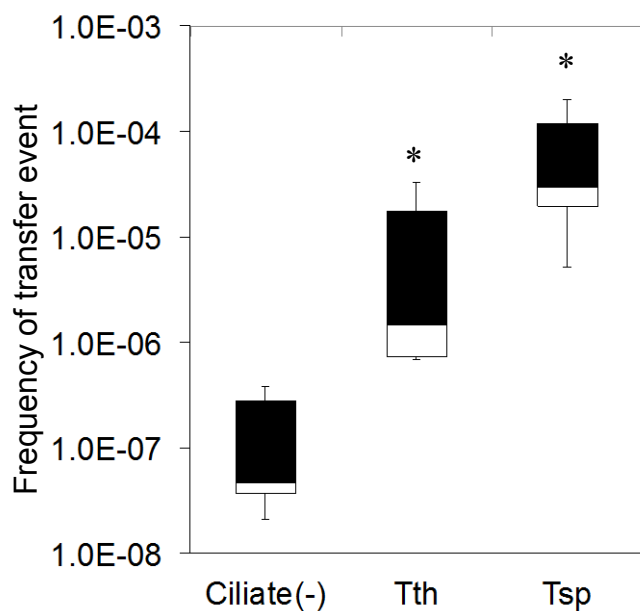 Frequency of transfer event
1.0E-03
1.0E-04
1.0E-05
1.0E-06
1.0E-07
1.0E-08
*
*
Ciliate(-) Tth Tsp